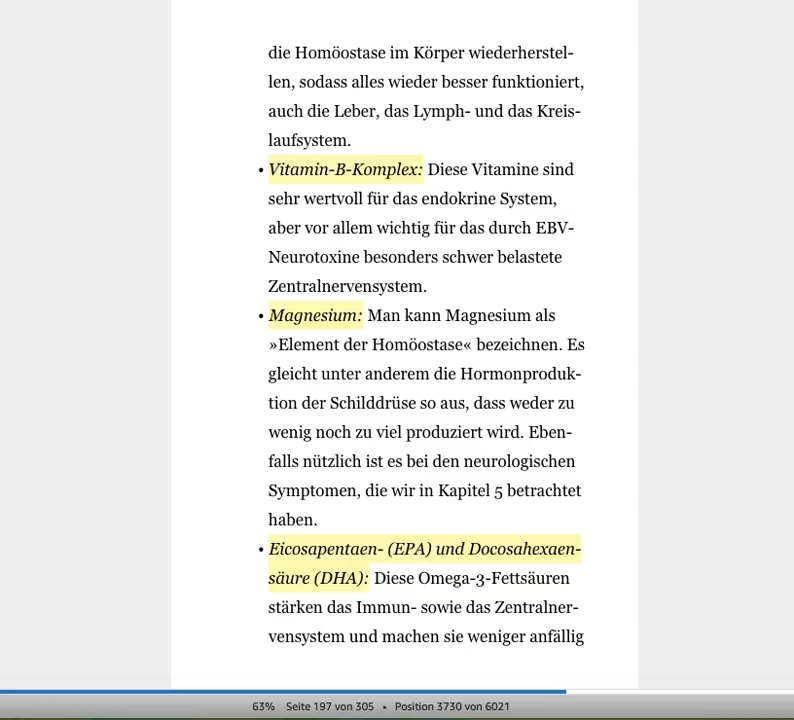 die Homöostase im Körper wiederherstel-
len, sodass alles wieder besser funktioniert,
auch die Leber, das Lymph- und das Kreis-
laufsystem.
• Vitamin-B-Komplex: Diese Vitamine sind
sehr wertvoll für das endokrine System,
aber vor allem wichtig für das durch EBV-
Neurotoxine besonders schwer belastete
Zentralnervensystem.
• Magnesium: Man kann Magnesium als
»Element der Homöostase« bezeichnen. Es
gleicht unter anderem die Hormonproduk-
tion der Schilddrüse so aus, dass weder zu
wenig noch zu viel produziert wird. Eben-
falls nützlich ist es bei den neurologischen
Symptomen, die wir in Kapitel 5 betrachtet
haben.
• Eicosapentaen- (EPA) und Docosahexaen-
säure (DHA): Diese Omega-3-Fettsäuren
stärken das Immun- sowie das Zentralner-
vensystem und machen sie weniger anfällig
63% Seite 197 von 305 • Position 3730 von 6021